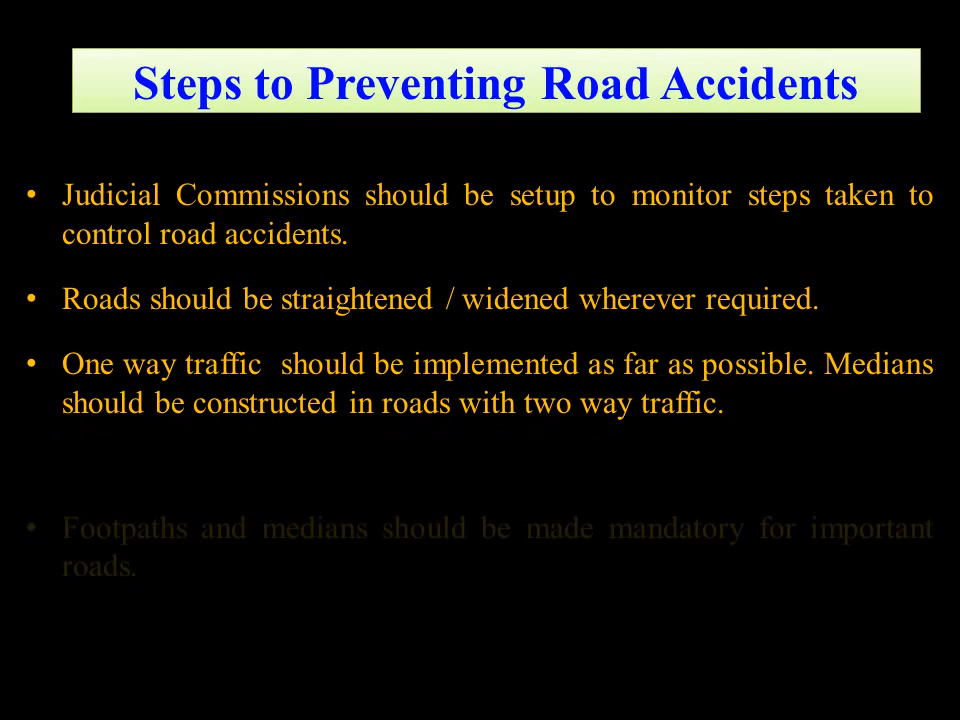 Steps to Preventing Road Accidents
• Judicial Commissions should be setup to monitor steps taken to
control road accidents.
• Roads should be straightened / widened wherever required.
• One way traffic  should be implemented as far as possible. Medians
should be constructed in roads with two way traffic.
• Footpaths and medians should be made mandatory for important
roads.